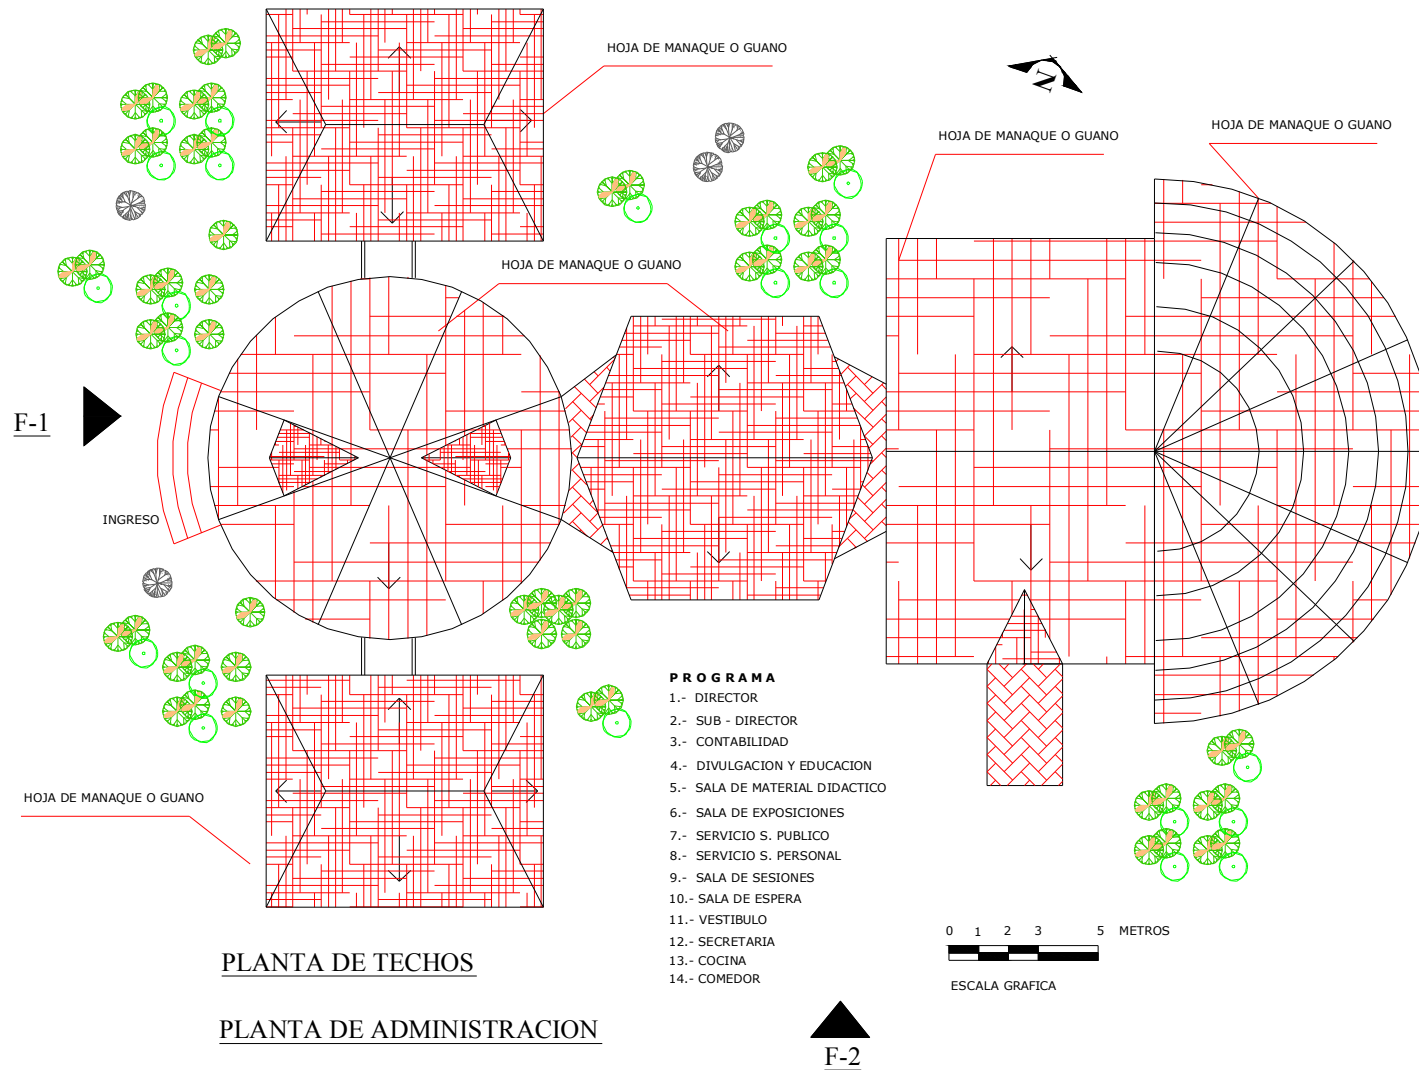 HOJA DE MANAQUE O GUANO
N
HOJA DE MANAQUE O GUANO
HOJA DE MANAQUE O GUANO
HOJA DE MANAQUE O GUANO
F-1
INGRESO
HOJA DE MANAQUE O GUANO
PROGRAMA
1.- DIRECTOR
2.- SUB - DIRECTOR
3.- CONTABILIDAD
4.- DIVULGACION Y EDUCACION
5.- SALA DE MATERIAL DIDACTICO
6.- SALA DE EXPOSICIONES
7.- SERVICIO S. PUBLICO
8.- SERVICIO S. PERSONAL
9.- SALA DE SESIONES
10.- SALA DE ESPERA
11.- VESTIBULO
12.- SECRETARIA
13.- COCINA
14.- COMEDOR
0 1 2 3 5 METROS
ESCALA GRAFICA
PLANTA DE TECHOS
PLANTA DE ADMINISTRACION
F-2